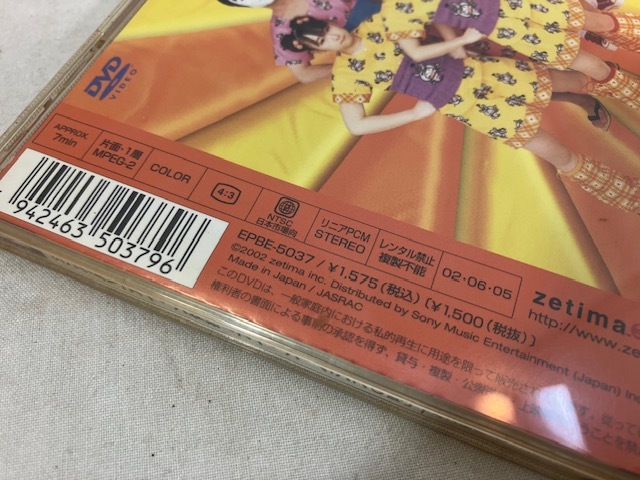 DVD
VIDEO
APPROX
7min
片面・1層
MPEG-2
COLOR
4:3
NTSC
日本市場向
リニアPCM
STEREO
レンタル禁止
複製不能
02・06・05
942463 503796
EPBE-5037/¥1,575(税込)〔¥1,500(税抜)〕
©2002 zetima inc. Distributed by Sony Music Entertainment (Japan) Inc
Made in Japan / JASRAC
このDVDは、一般家庭内における私的再生に用途を限って販売され
権利者の書面による事前の承認を得ず、貸与・複製・公衆
zetima
http://www.ze